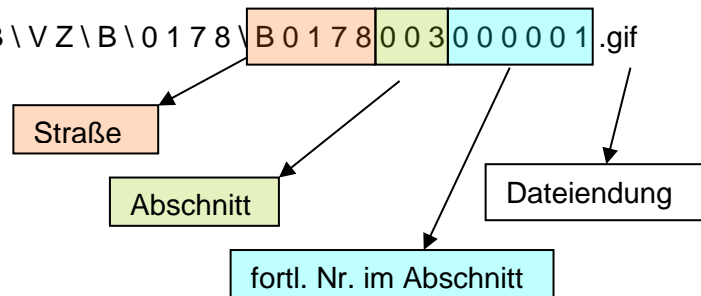 \ V Z \ B \ 0 1 7 8 \ B 0 1 7 8 0 0 3 0 0 0 0 0 1 .gif
Straße
Abschnitt
Dateiendung
fortl. Nr. im Abschnitt